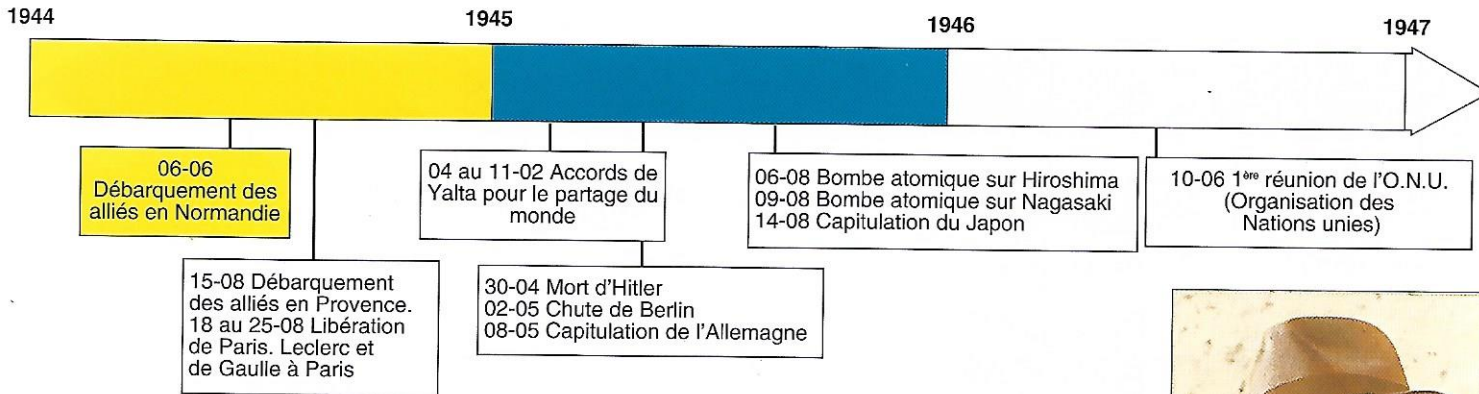 1944
1945
1946
1947
06-06
Débarquement des
alliés en Normandie
15-08 Débarquement
des alliés en Provence.
18 au 25-08 Libération
de Paris. Leclerc et
de Gaulle à Paris
04 au 11-02 Accords de
Yalta pour le partage du
monde
30-04 Mort d'Hitler
02-05 Chute de Berlin
08-05 Capitulation de l'Allemagne
06-08 Bombe atomique sur Hiroshima
09-08 Bombe atomique sur Nagasaki
14-08 Capitulation du Japon
10-06 1ère réunion de l'O.N.U.
(Organisation des
Nations unies)